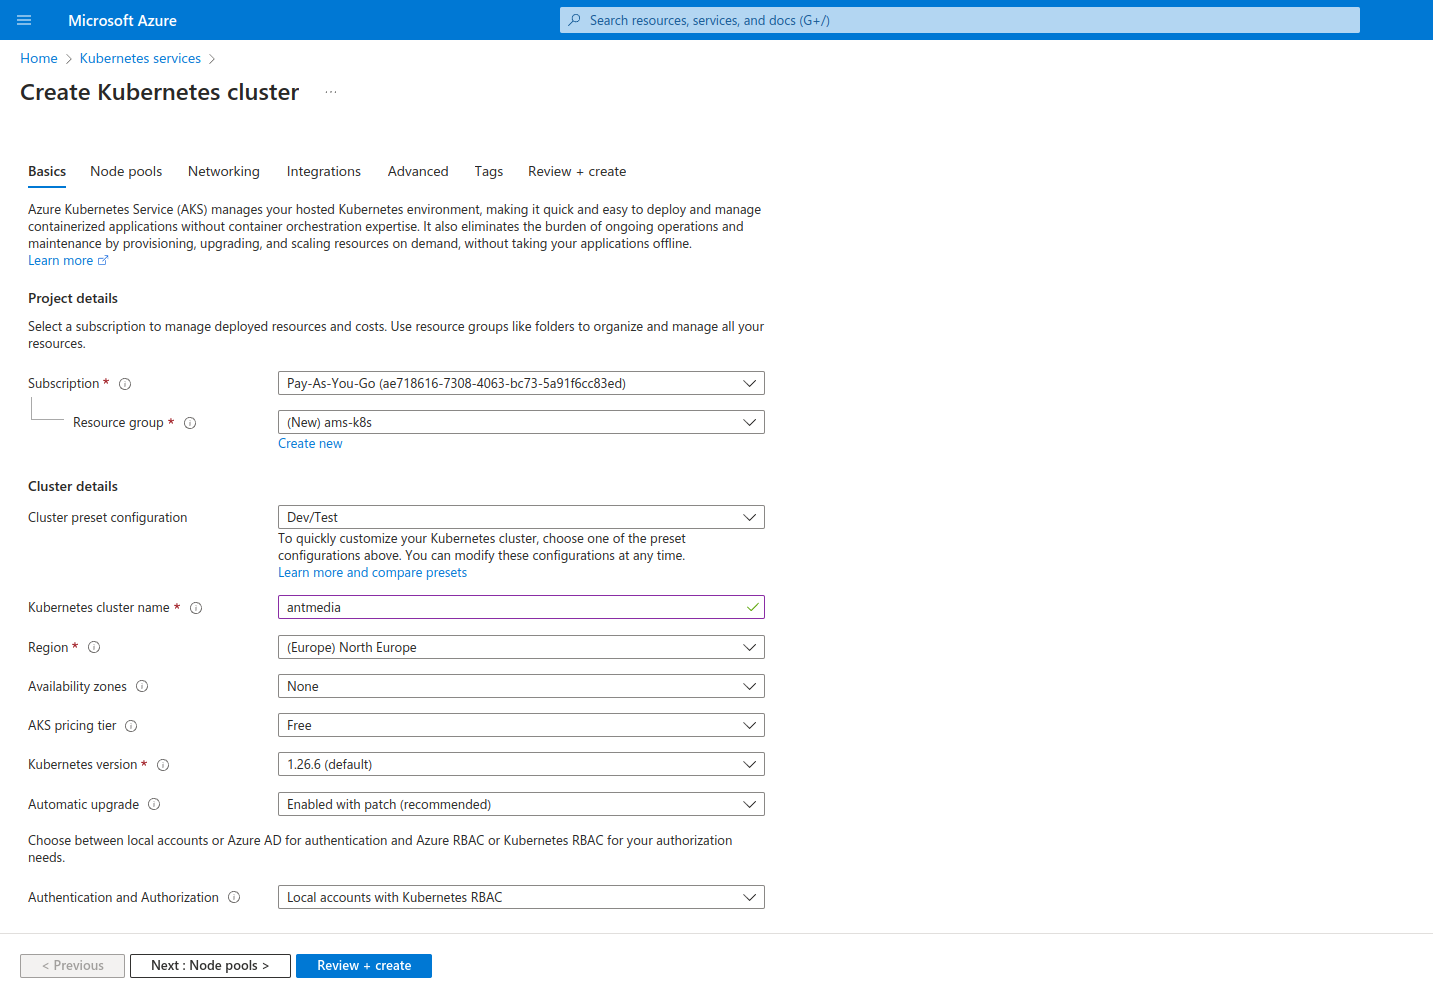 Microsoft Azure
Search resources, services, and docs (G+/)
Home > Kubernetes services >
Create Kubernetes cluster ...
Basics Node pools Networking Integrations Advanced Tags Review + create
Azure Kubernetes Service (AKS) manages your hosted Kubernetes environment, making it quick and easy to deploy and manage
containerized applications without container orchestration expertise. It also eliminates the burden of ongoing operations and
maintenance by provisioning, upgrading, and scaling resources on demand, without taking your applications offline.
Learn more
Project details
Select a subscription to manage deployed resources and costs. Use resource groups like folders to organize and manage all your
resources.
Subscription * Pay-As-You-Go (ae718616-7308-4063-bc73-5a91f6cc83ed)
Resource group * (New) ams-k8s
Create new
Cluster details
Cluster preset configuration Dev/Test
To quickly customize your Kubernetes cluster, choose one of the preset
configurations above. You can modify these configurations at any time.
Learn more and compare presets
Kubernetes cluster name * antmedia
Region * (Europe) North Europe
Availability zones None
AKS pricing tier Free
Kubernetes version * 1.26.6 (default)
Automatic upgrade Enabled with patch (recommended)
Choose between local accounts or Azure AD for authentication and Azure RBAC or Kubernetes RBAC for your authorization
needs.
Authentication and Authorization Local accounts with Kubernetes RBAC
< Previous Next : Node pools > Review + create